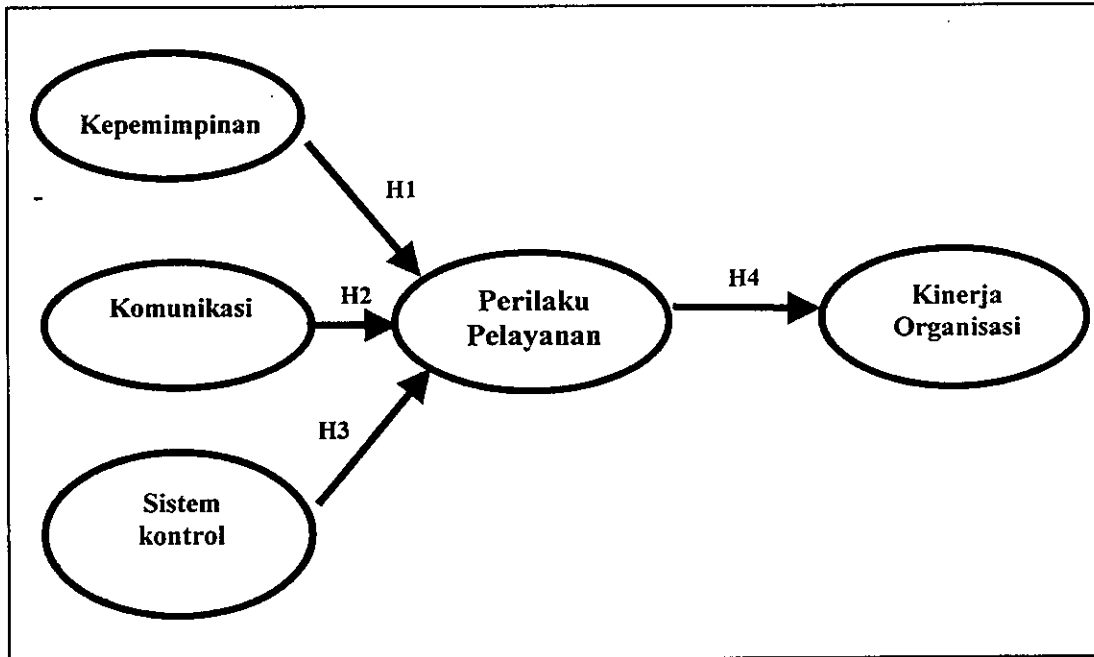 Kepemimpinan
H1
Komunikasi
H2
Perilaku
Pelayanan
H4
Kinerja
Organisasi
H3
Sistem
kontrol